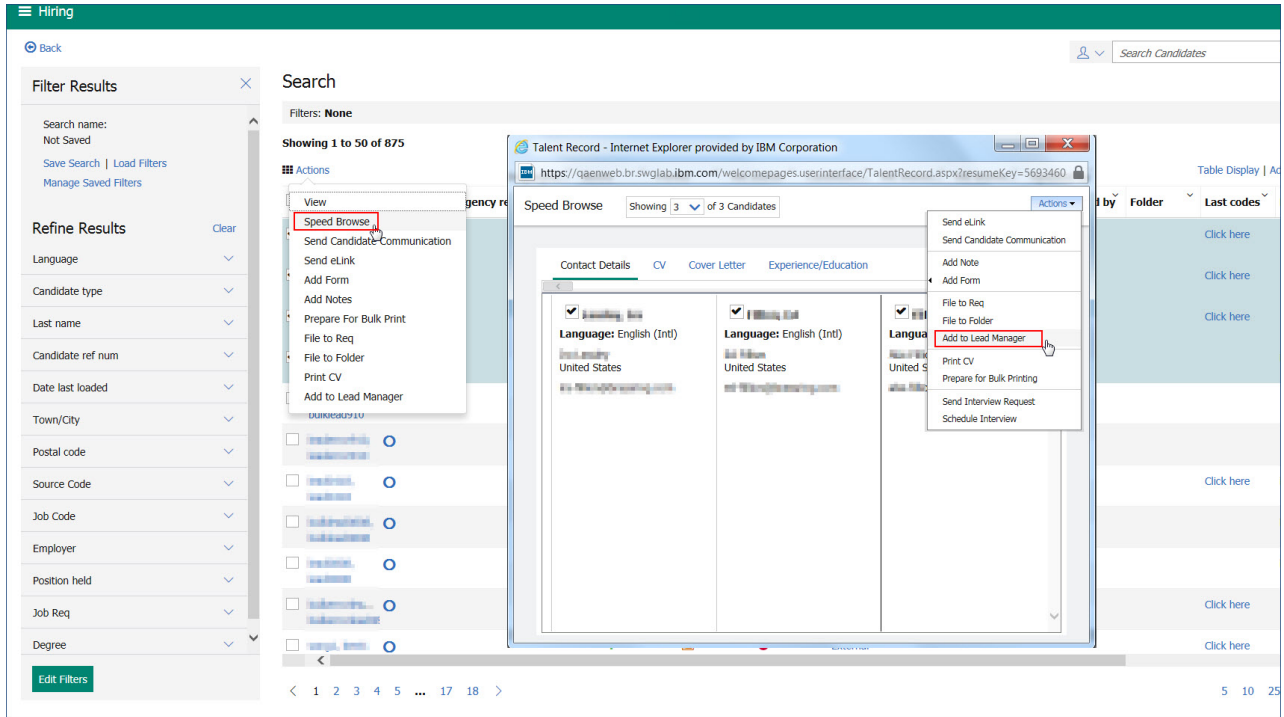 Hiring
Back
Search Candidates
Filter Results
Search name:
Not Saved
Save Search | Load Filters
Manage Saved Filters
Refine Results Clear
Language
Candidate type
Last name
Candidate ref num
Date last loaded
Town/City
Postal code
Source Code
Job Code
Employer
Position held
Job Req
Degree
Edit Filters
Search
Filters: None
Showing 1 to 50 of 875
Actions
Table Display | Ac
gency re
d by Folder Last codes
View
Speed Browse
Send Candidate Communication
Send eLink
Add Form
Add Notes
Prepare For Bulk Print
File to Req
File to Folder
Print CV
Add to Lead Manager
bulklead910
Talent Record - Internet Explorer provided by IBM Corporation
https://qaenweb.br.swglab.ibm.com/welcomepages.userinterface/TalentRecord.aspx?resumeKey=5693460
Speed Browse Showing 3 of 3 Candidates Actions
Contact Details CV Cover Letter Experience/Education
Language: English (Intl) Language: English (Intl) Langua
United States United States United S
Send eLink
Send Candidate Communication
Add Note
Add Form
File to Req
File to Folder
Add to Lead Manager
Print CV
Prepare for Bulk Printing
Send Interview Request
Schedule Interview
Click here
Click here
Click here
Click here
Click here
External Click here
1 2 3 4 5 ... 17 18
5 10 25